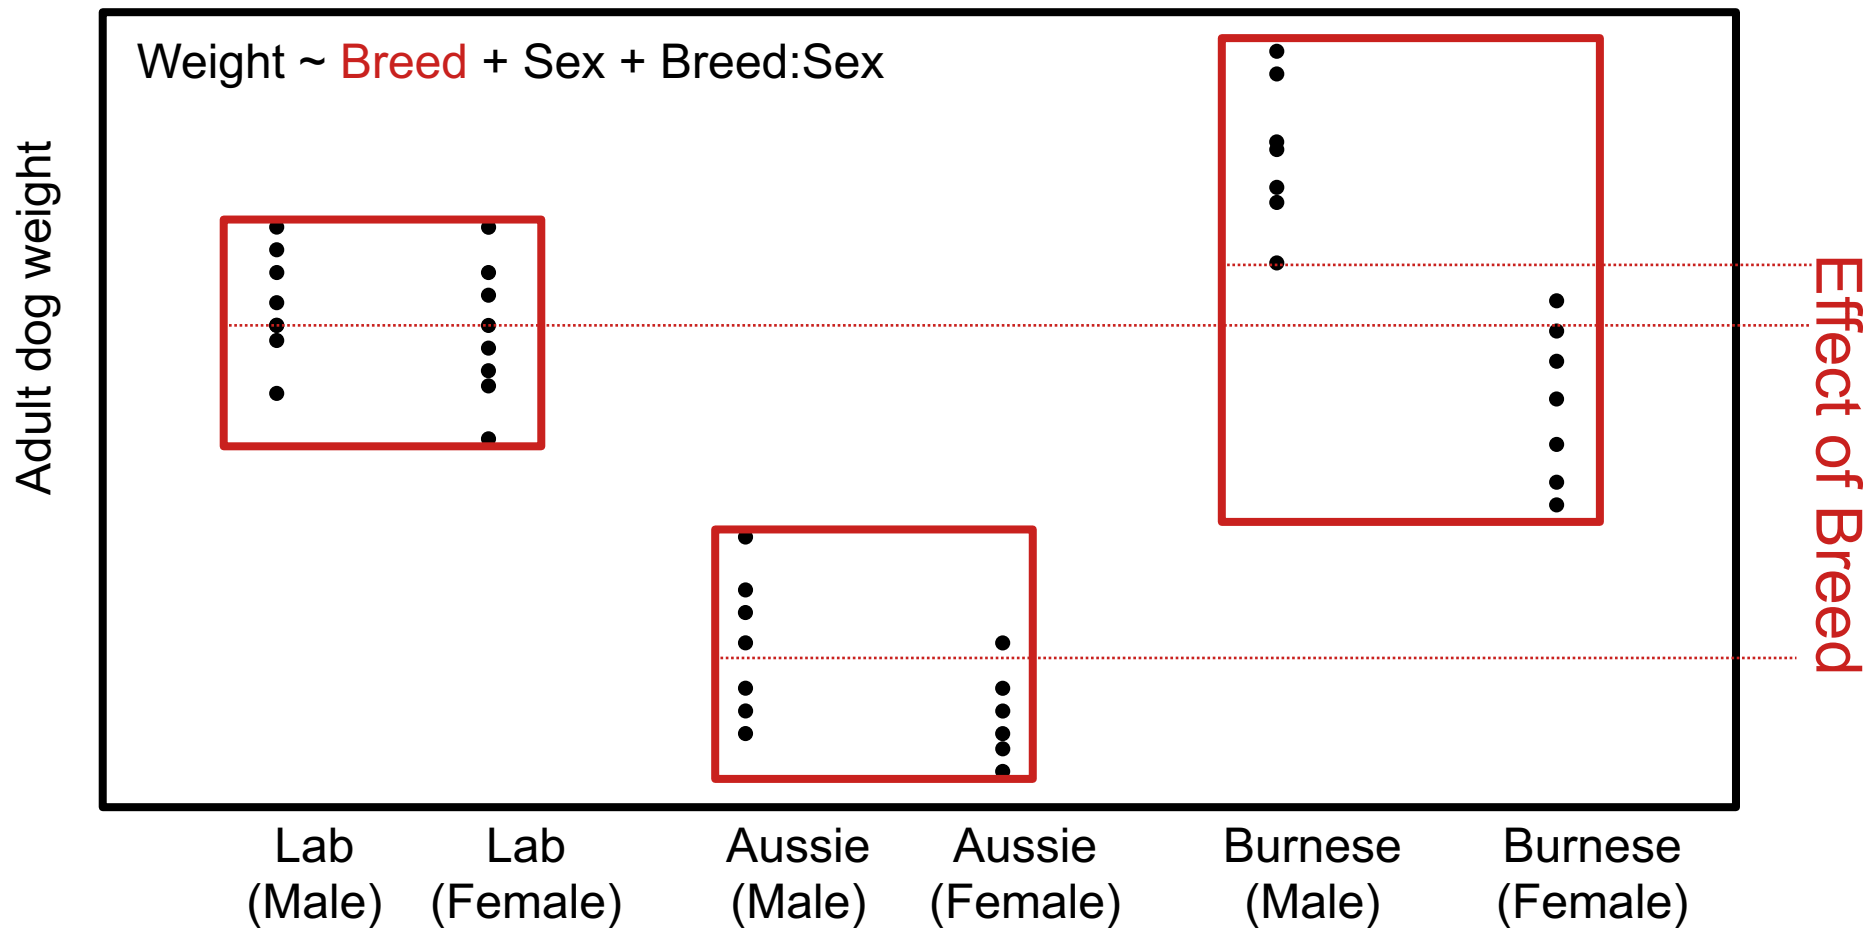 Weight ~ Breed + Sex + Breed:Sex
Adult dog weight
Effect of Breed
Lab
(Male)
Lab
(Female)
Aussie
(Male)
Aussie
(Female)
Burnese
(Male)
Burnese
(Female)